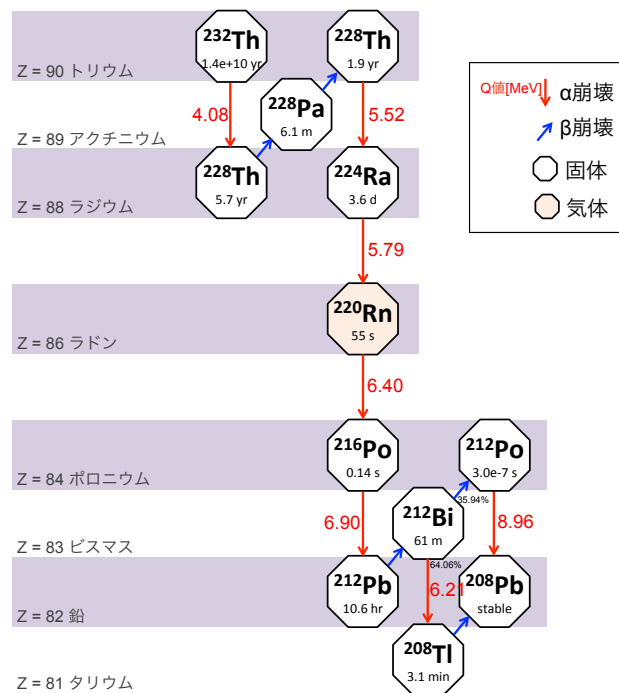 232Th
1.4e+10 yr
228Th
1.9 yr
Z = 90 トリウム
4.08
228Pa
6.1 m
5.52
Z = 89 アクチニウム
228Th
5.7 yr
224Ra
3.6 d
Z = 88 ラジウム
5.79
220Rn
55 s
Z = 86 ラドン
6.40
216Po
0.14 s
212Po
3.0e-7 s
Z = 84 ポロニウム
35.94%
6.90
212Bi
61 m
8.96
Z = 83 ビスマス
64.06%
212Pb
10.6 hr
6.21
208Pb
stable
Z = 82 鉛
208Tl
3.1 min
Z = 81 タリウム
Q値[MeV]
α崩壊
β崩壊
固体
気体